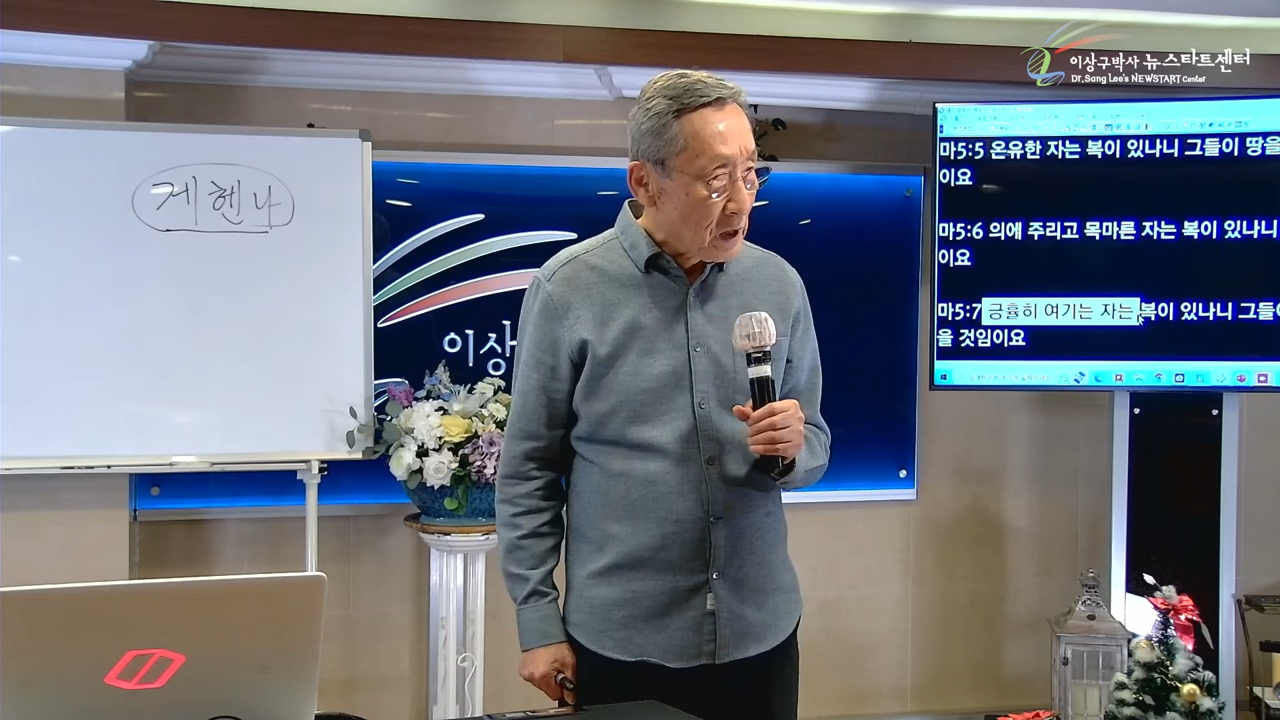 이상구박사 뉴스타트센터
Dr. Sang Lee's NEWSTART Center
게헨나
이상
마5:5 온유한 자는 복이 있나니 그들이 땅을
이요
마5:6 의에 주리고 목마른 자는 복이 있나니
이요
마5:7 긍휼히 여기는 자는 복이 있나니 그들이
을 것임이요